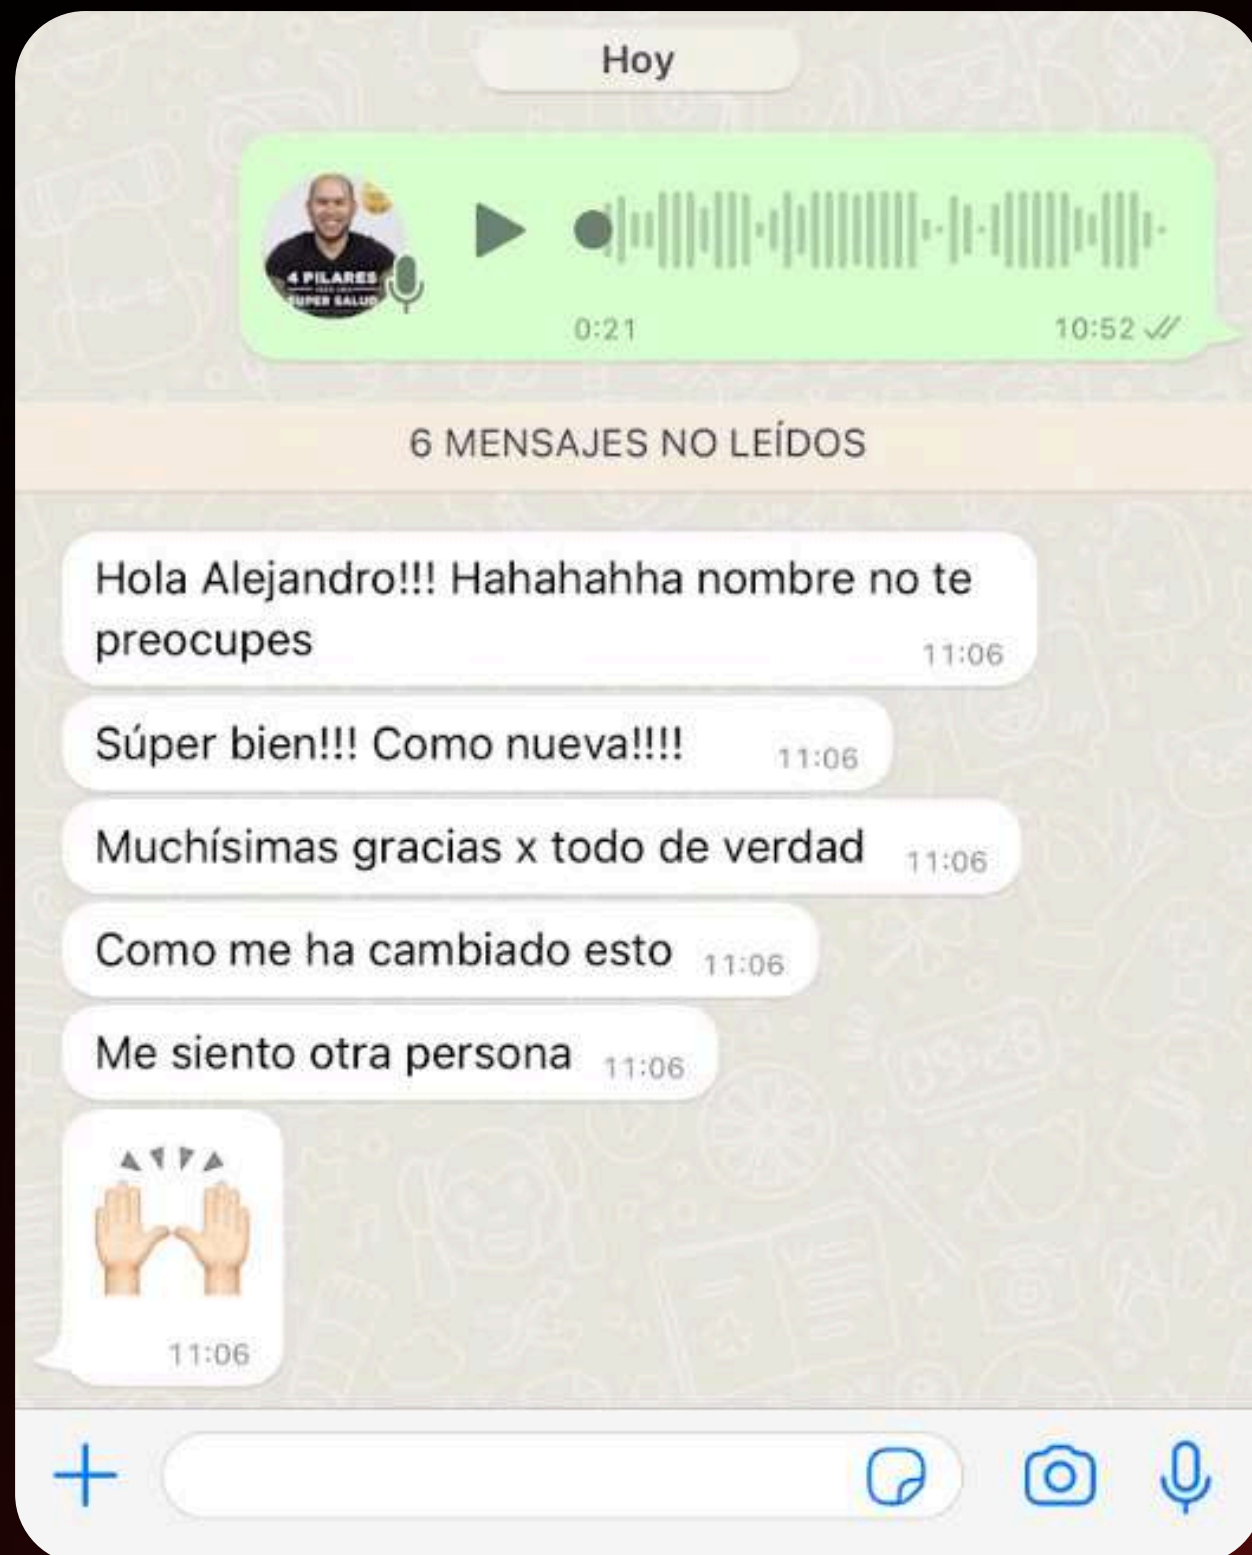 Hoy
4 PILARES
SUPER SALUD
0:21
10:52
6 MENSAJES NO LEÍDOS
Hola Alejandro!!! Hahahahha nombre no te
preocupes
11:06
Súper bien!!! Como nueva!!!! 11:06
Muchísimas gracias x todo de verdad 11:06
Como me ha cambiado esto 11:06
Me siento otra persona 11:06
11:06